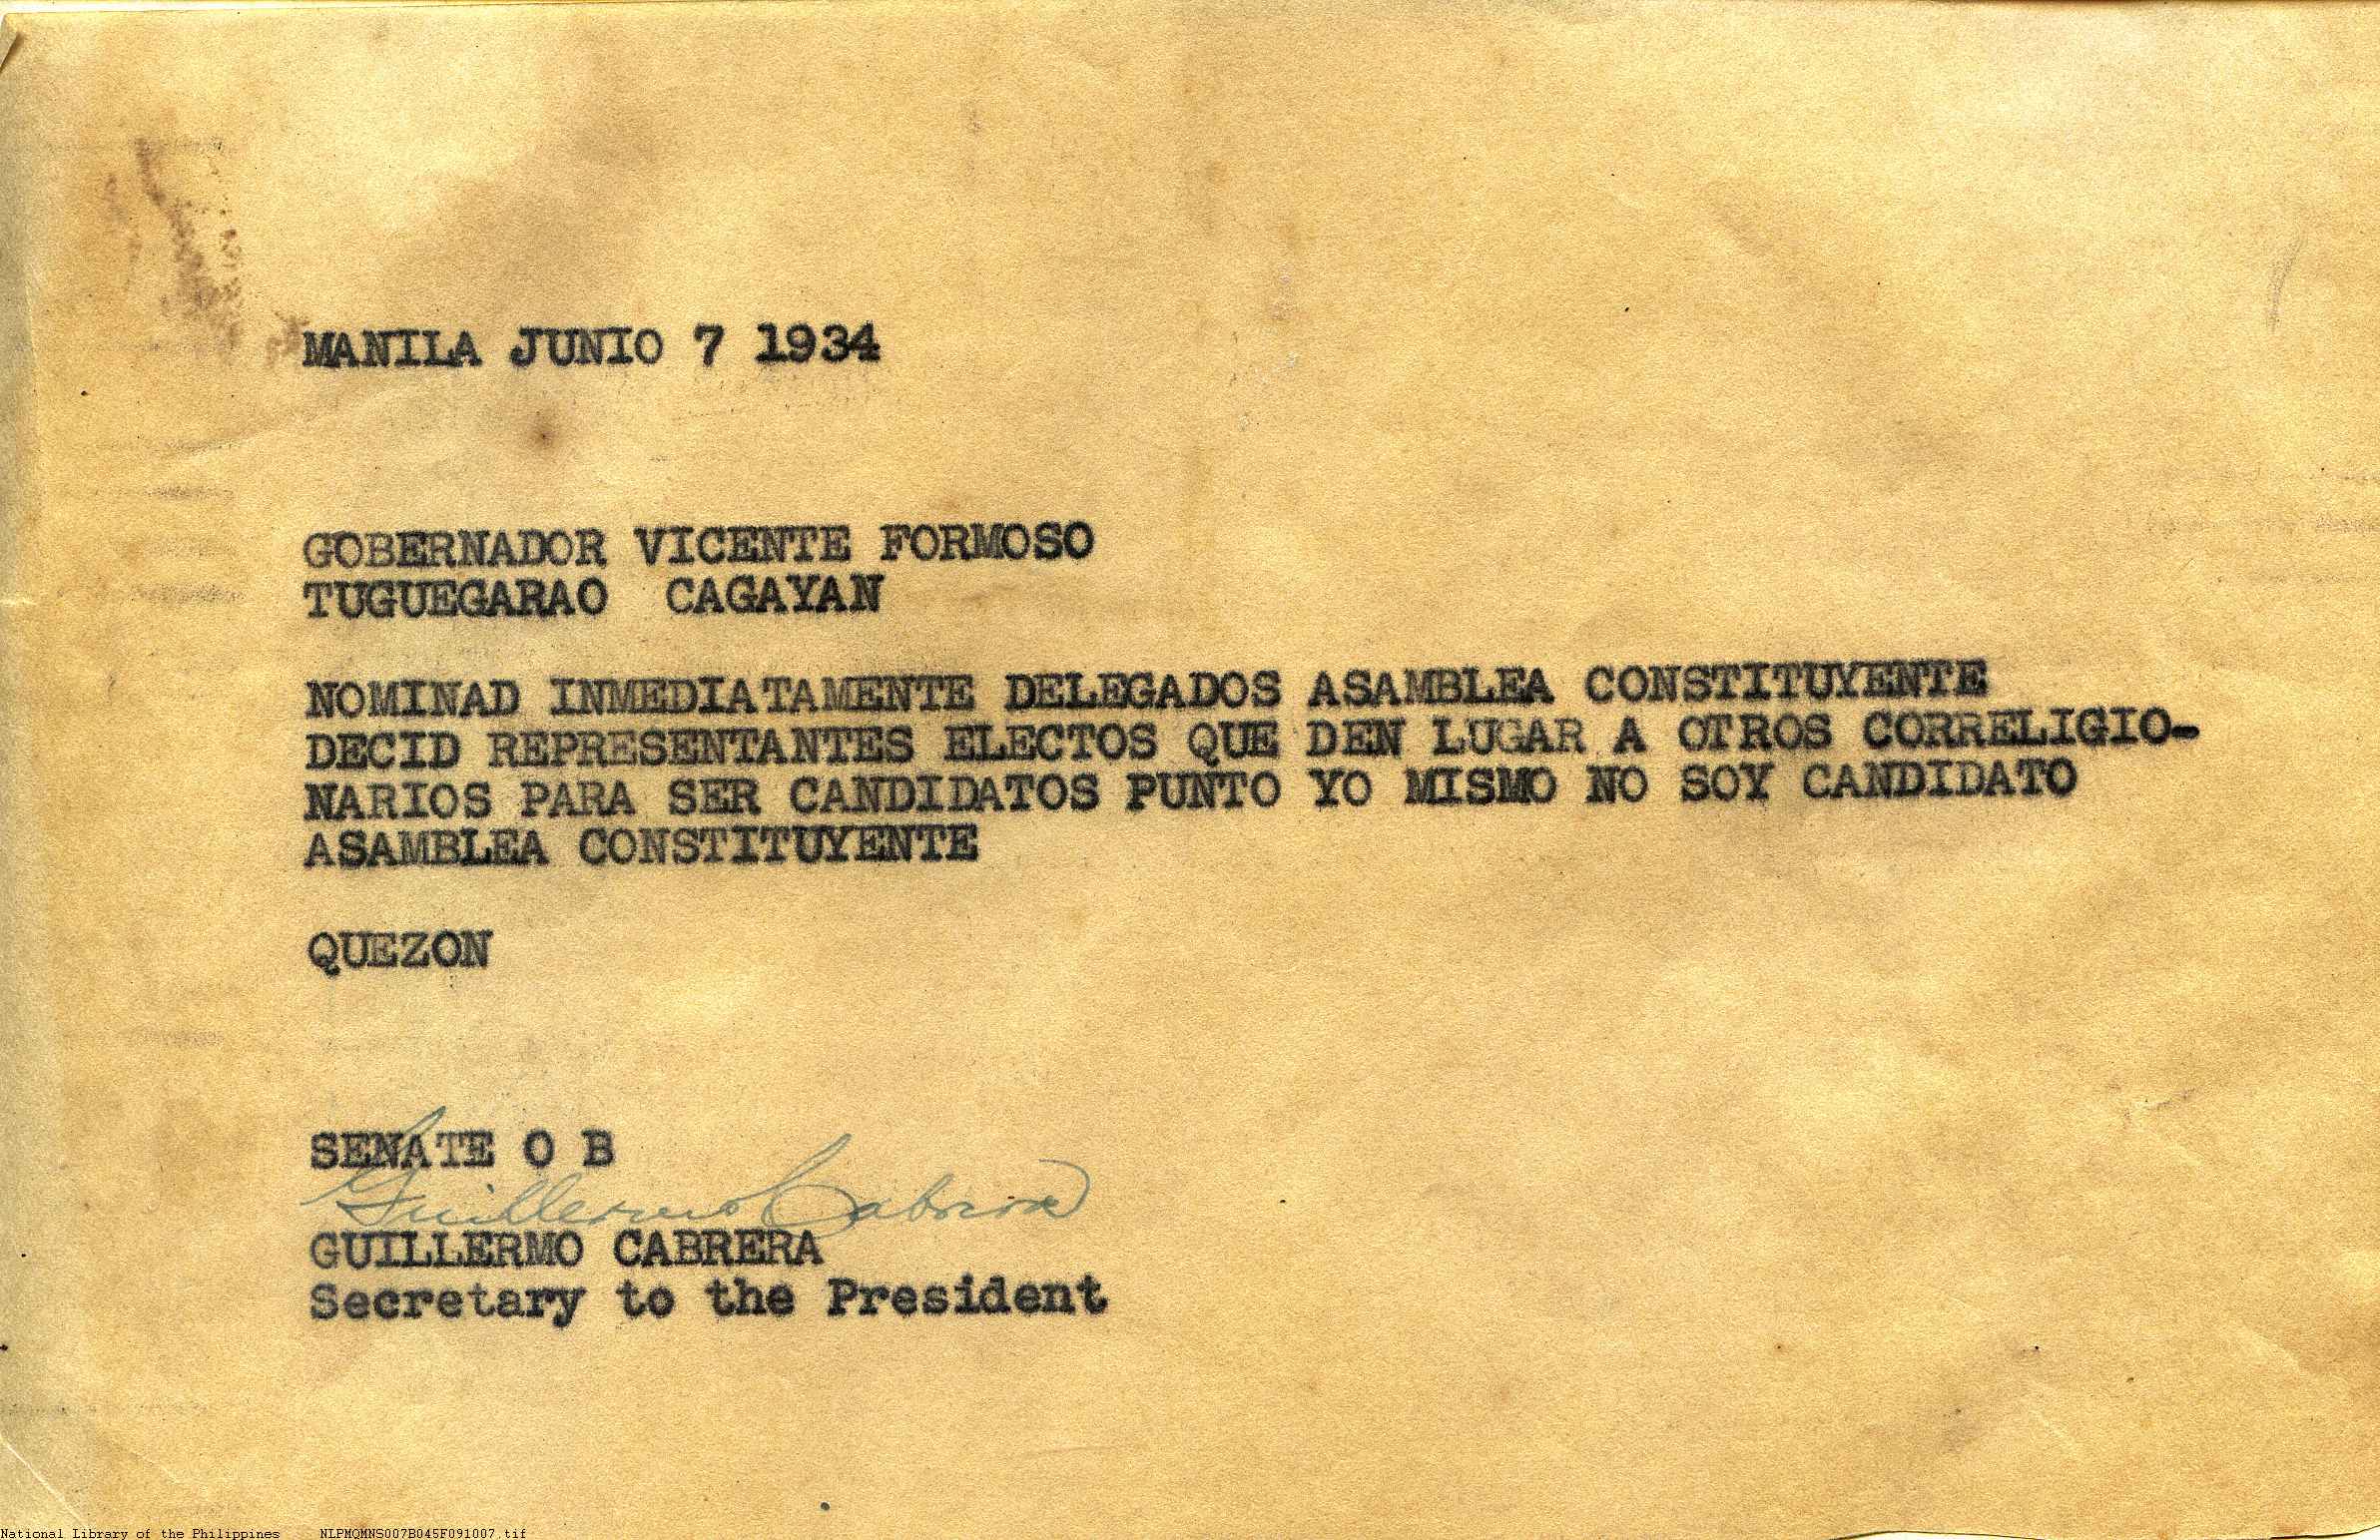 MANILA JUNIO 7 1934
GOBERNADOR VICENTE FORMOSO
TUGUEGARAO CAGAYAN
NOMINAD INMEDIATAMENTE DELEGADOS ASAMBLEA CONSTITUYENTE
DECID REPRESENTANTES ELECTOS QUE DEN LUGAR A OTROS CORRELIGIO-
NARIOS PARA SER CANDIDATOS PUNTO YO MISMO NO SOY CANDIDATO
ASAMBLEA CONSTITUYENTE
QUEZON
SENATE O B
Guillermo Cabrera
GUILLERMO CABRERA
Secretary to the President
National Library of the Philippines NLPMQMNS007B045F091007.tif